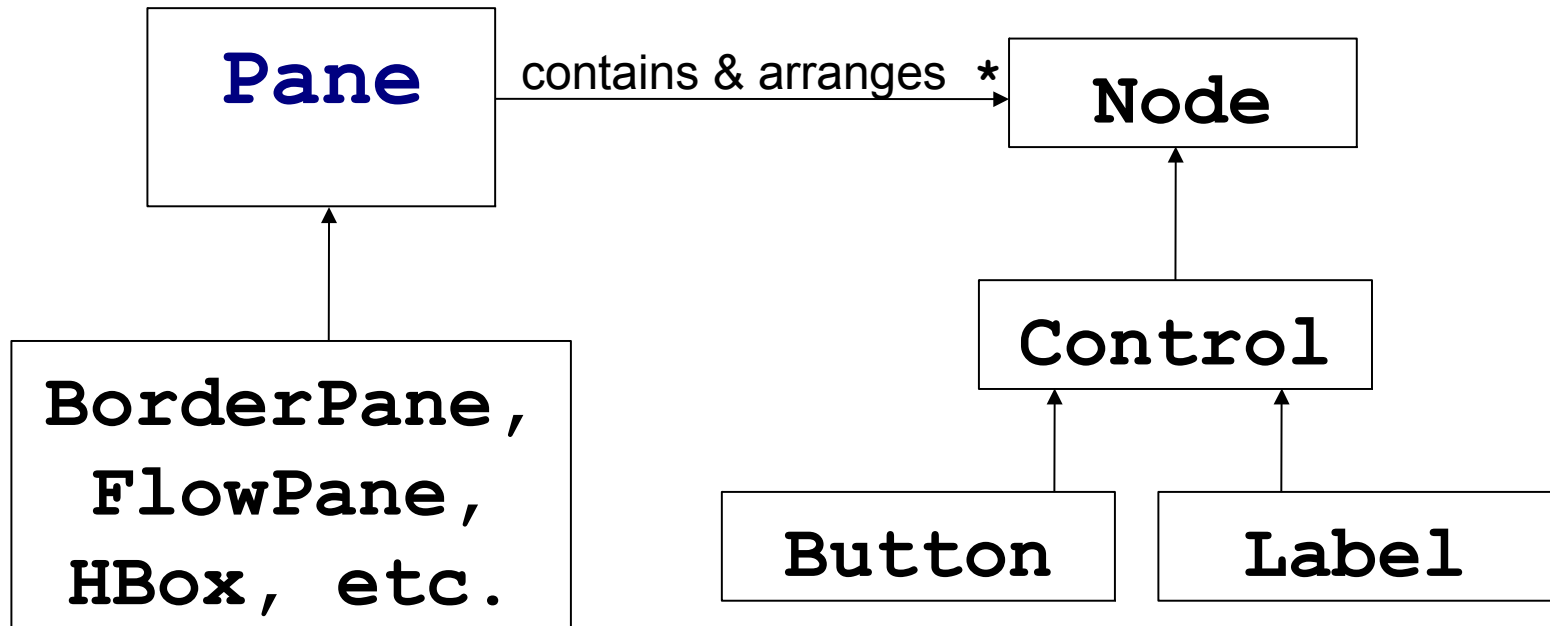 Pane
contains & arranges *
Node
Control
BorderPane,
FlowPane,
HBox, etc.
Button
Label